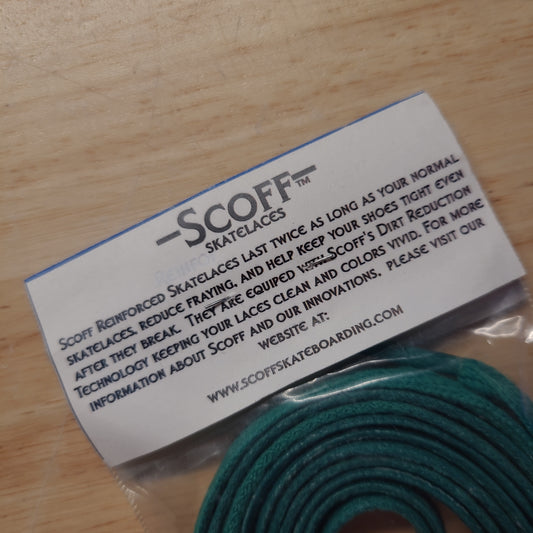 -Scoff-™
Skatelaces
Scoff Reinforced Skatelaces last twice as long as your normal
skatelaces, reduce fraying, and help keep your shoes tight even
after they break. They are equiped with Scoff's Dirt Reduction
Technology keeping your laces clean and colors vivid. For more
information about Scoff and our innovations. please visit our
website at:
www.scoffskateboarding.com